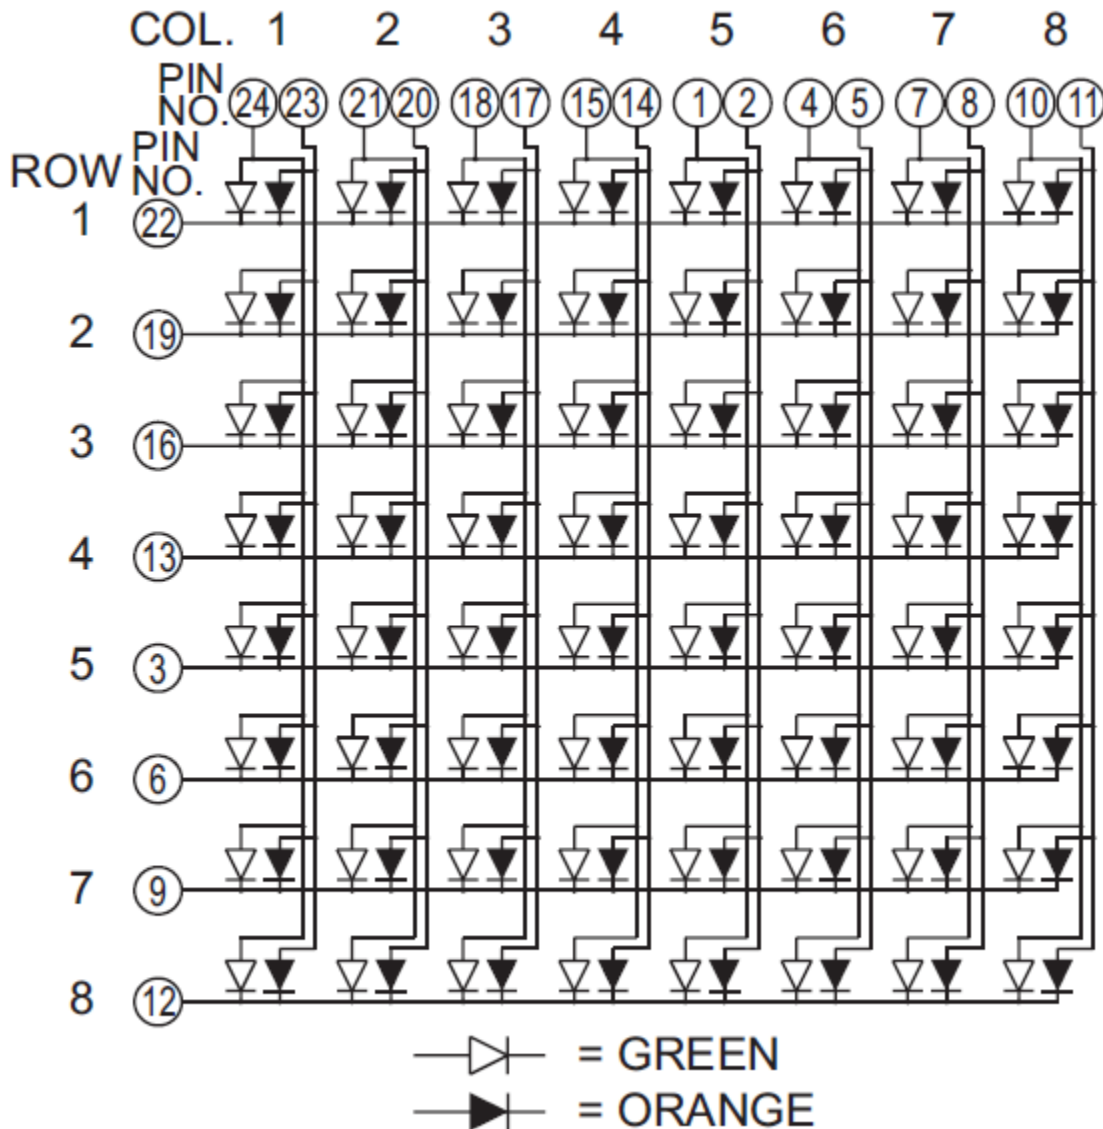 COL. 1 2 3 4 5 6 7 8
PIN
NO. 24 23 21 20 18 17 15 14 1 2 4 5 7 8 10 11
ROW PIN
NO.
1 22
2 19
3 16
4 13
5 3
6 6
7 9
8 12
= GREEN
= ORANGE